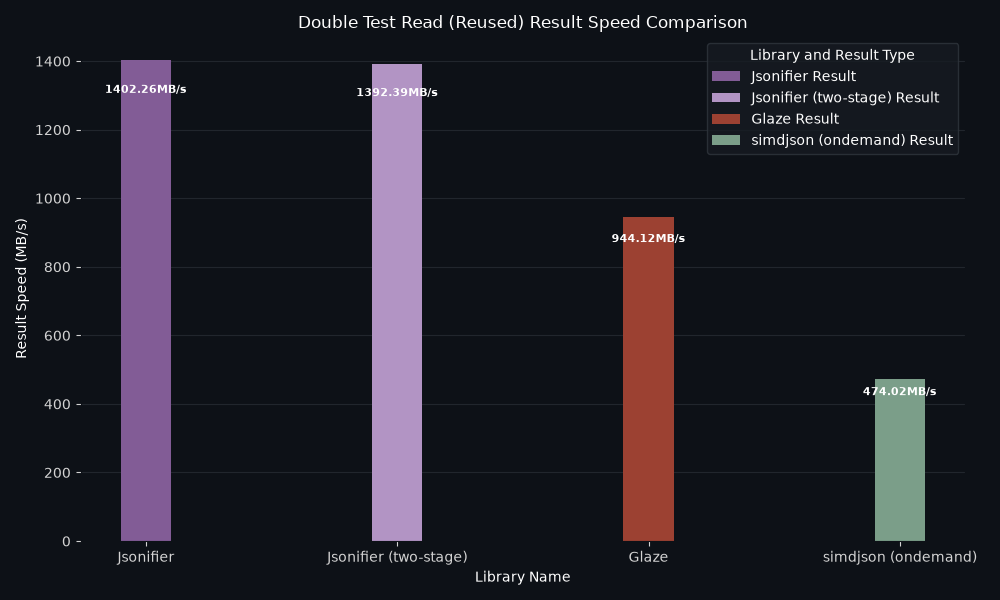 Double Test Read (Reused) Result Speed Comparison
Library and Result Type
Jsonifier Result
Jsonifier (two-stage) Result
Glaze Result
simdjson (ondemand) Result
1400
1200
1000
800
600
400
200
0
Result Speed (MB/s)
1402.26MB/s
1392.39MB/s
944.12MB/s
474.02MB/s
Jsonifier
Jsonifier (two-stage)
Glaze
simdjson (ondemand)
Library Name